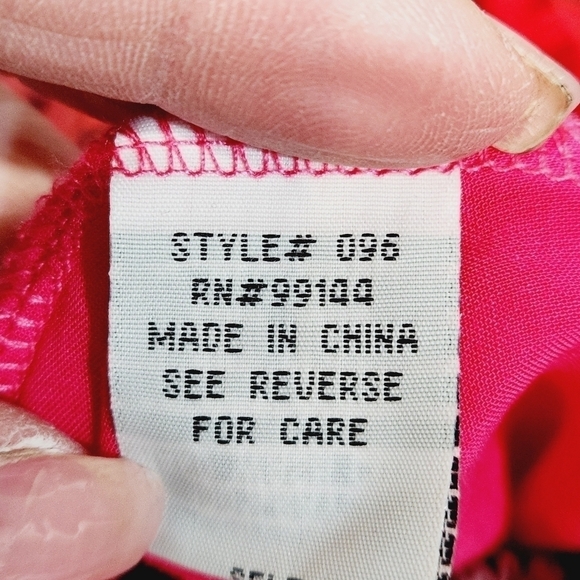 STYLE# 096
RN#99144
MADE IN CHINA
SEE REVERSE
FOR CARE